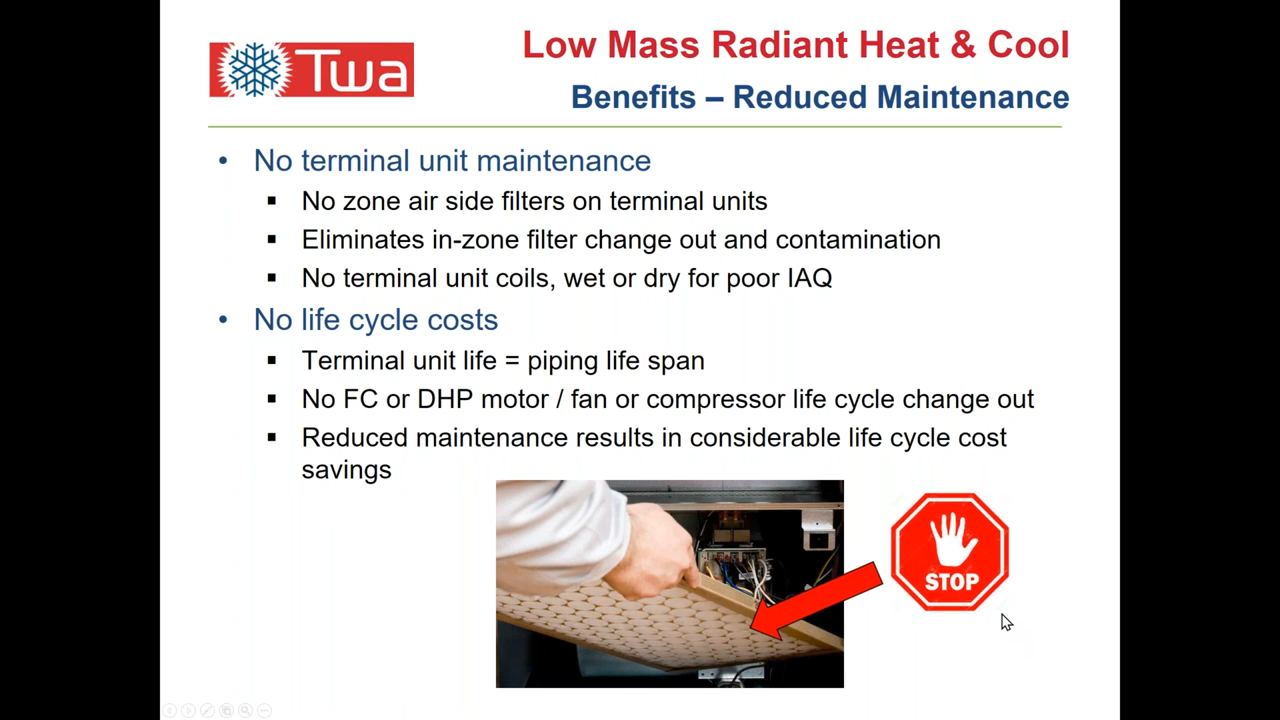 Twa
Low Mass Radiant Heat & Cool
Benefits – Reduced Maintenance
• No terminal unit maintenance
▪ No zone air side filters on terminal units
▪ Eliminates in-zone filter change out and contamination
▪ No terminal unit coils, wet or dry for poor IAQ
• No life cycle costs
▪ Terminal unit life = piping life span
▪ No FC or DHP motor / fan or compressor life cycle change out
▪ Reduced maintenance results in considerable life cycle cost
savings
STOP